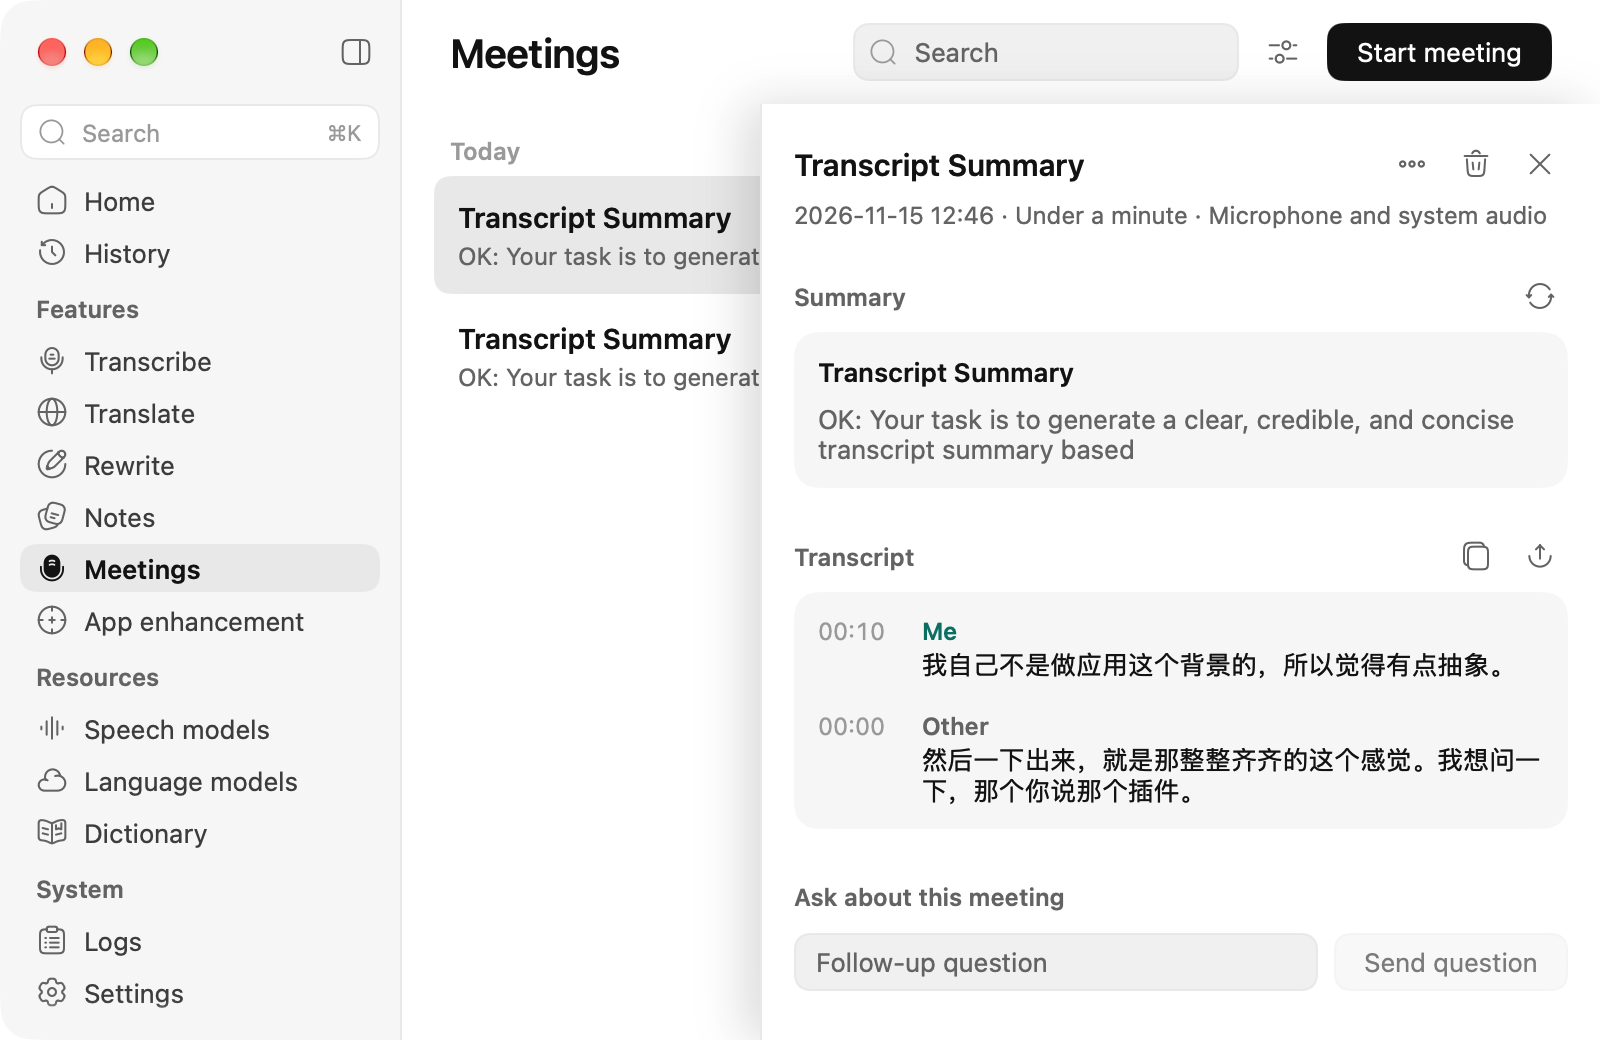 Search ⌘K
Home
History
Features
Transcribe
Translate
Rewrite
Notes
Meetings
App enhancement
Resources
Speech models
Language models
Dictionary
System
Logs
Settings
Meetings
Search
Start meeting
Today
Transcript Summary
OK: Your task is to generat
Transcript Summary
OK: Your task is to generat
Transcript Summary
2026-11-15 12:46 · Under a minute · Microphone and system audio
Summary
Transcript Summary
OK: Your task is to generate a clear, credible, and concise
transcript summary based
Transcript
00:10 Me
我自己不是做应用这个背景的，所以觉得有点抽象。
00:00 Other
然后一下出来，就是那整整齐齐的这个感觉。我想问一
下，那个你说那个插件。
Ask about this meeting
Follow-up question
Send question